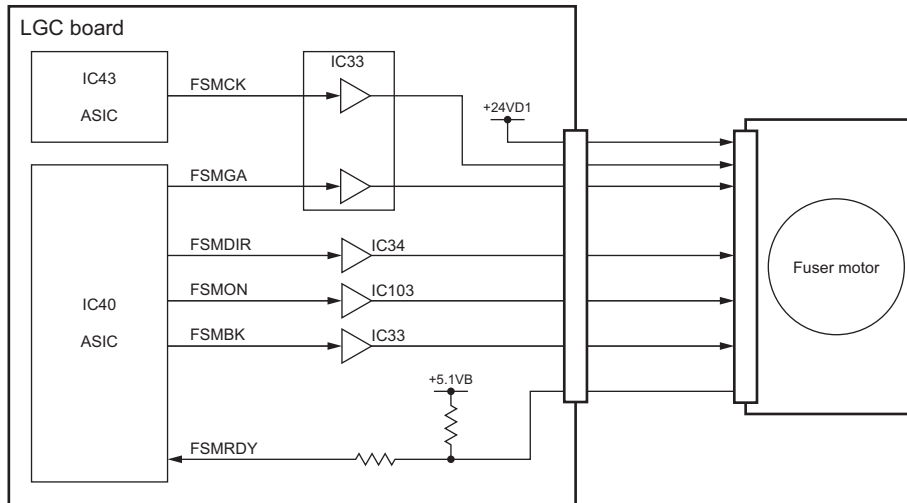 LGC board
IC43
ASIC
FSMCK
IC33
+24VD1
FSMGA
FSMDIR
IC34
FSMON
IC103
IC40
ASIC
FSMBK
IC33
+5.1VB
FSMRDY
Fuser motor